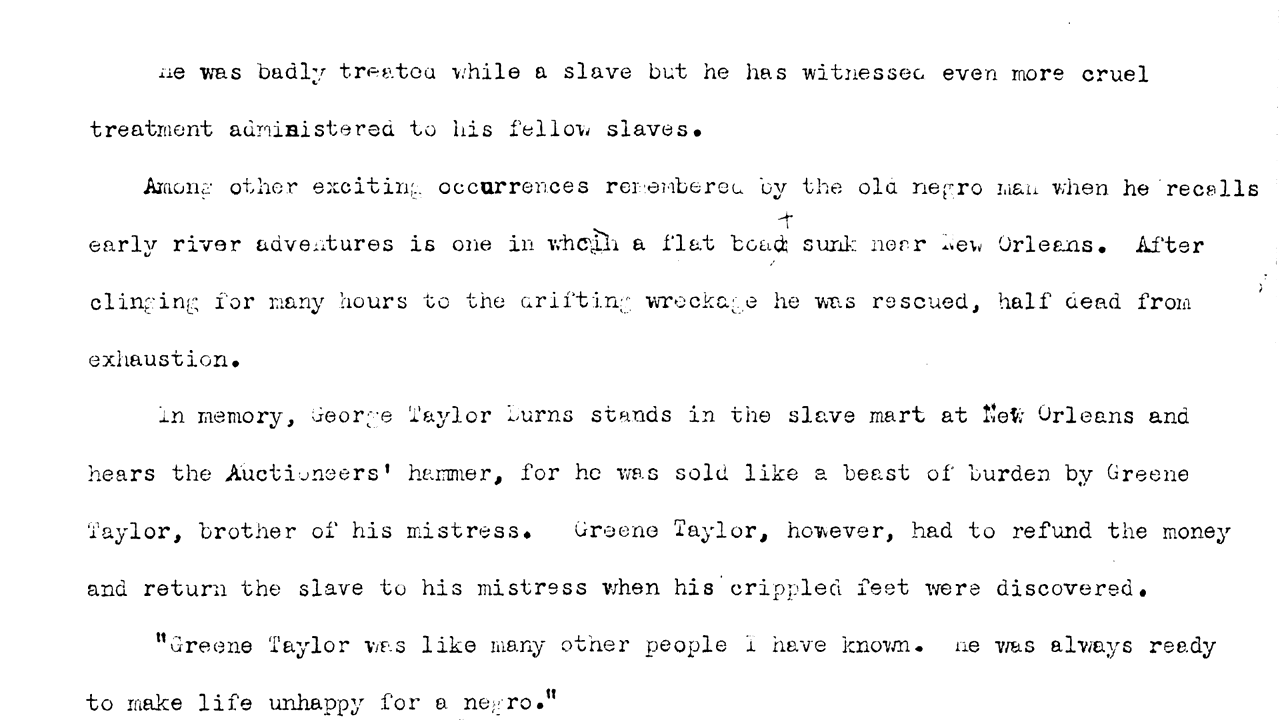 He was badly treated while a slave but he has witnessed even more cruel
treatment administered to his fellow slaves.
Among other exciting occurrences remembered by the old negro man when he recalls
early river adventures is one in which a flat boat sunk near New Orleans. After
clinging for many hours to the drifting wreckage he was rescued, half dead from
exhaustion.
In memory, George Taylor Burns stands in the slave mart at New Orleans and
hears the Auctioneers' hammer, for he was sold like a beast of burden by Greene
Taylor, brother of his mistress. Greene Taylor, however, had to refund the money
and return the slave to his mistress when his crippled feet were discovered.
"Greene Taylor was like many other people I have known. He was always ready
to make life unhappy for a negro."